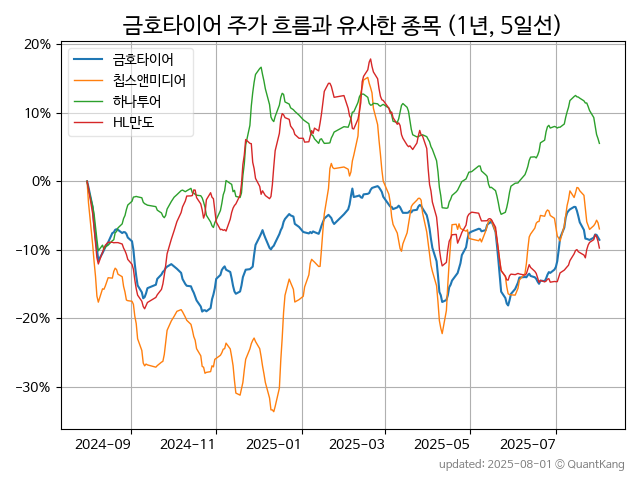 금호타이어 주가 흐름과 유사한 종목 (1년, 5일선)
금호타이어
칩스앤미디어
하나투어
HL만도
20%
10%
0%
−10%
−20%
−30%
2024-09 2024-11 2025-01 2025-03 2025-05 2025-07
updated: 2025-08-01 © QuantKang